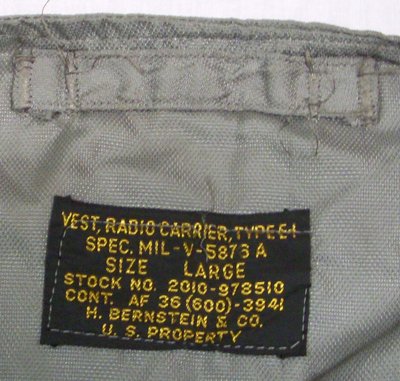 VEST, RADIO CARRIER, TYPE E-1
SPEC. MIL-V-5873 A
SIZE LARGE
STOCK NO. 2010-978510
CONT. AF 36 (600)-3941
H. BERNSTEIN & CO.
U. S. PROPERTY